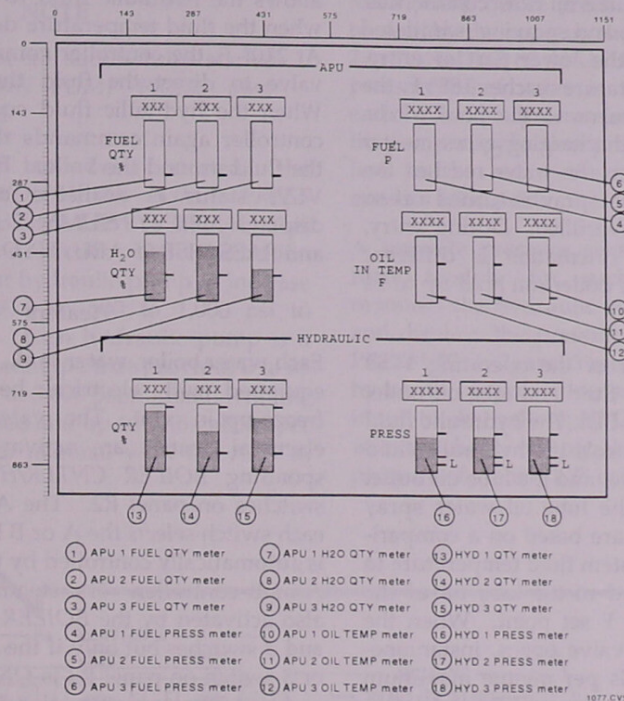 0 143 287 431 575 719 863 1007 1151
0
APU
1 2 3
XXX XXX XXX XXXX XXXX XXXX
143
FUEL QTY %
FUEL P
287
1
2
3
6
5
4
XXX XXX XXX XXXX XXXX XXXX
431
H2O QTY %
OIL IN TEMP F
7
8
9
10
11
12
575
HYDRAULIC
1 2 3 1 2 3
719
XXX XXX XXX XXXX XXXX XXXX
QTY %
PRESS
L L L
863
13 14 15 16 17 18
1 APU 1 FUEL QTY meter
2 APU 2 FUEL QTY meter
3 APU 3 FUEL QTY meter
4 APU 1 FUEL PRESS meter
5 APU 2 FUEL PRESS meter
6 APU 3 FUEL PRESS meter
7 APU 1 H2O QTY meter
8 APU 2 H2O QTY meter
9 APU 3 H2O QTY meter
10 APU 1 OIL TEMP meter
11 APU 2 OIL TEMP meter
12 APU 3 OIL TEMP meter
13 HYD 1 QTY meter
14 HYD 2 QTY meter
15 HYD 3 QTY meter
16 HYD 1 PRESS meter
17 HYD 2 PRESS meter
18 HYD 3 PRESS meter